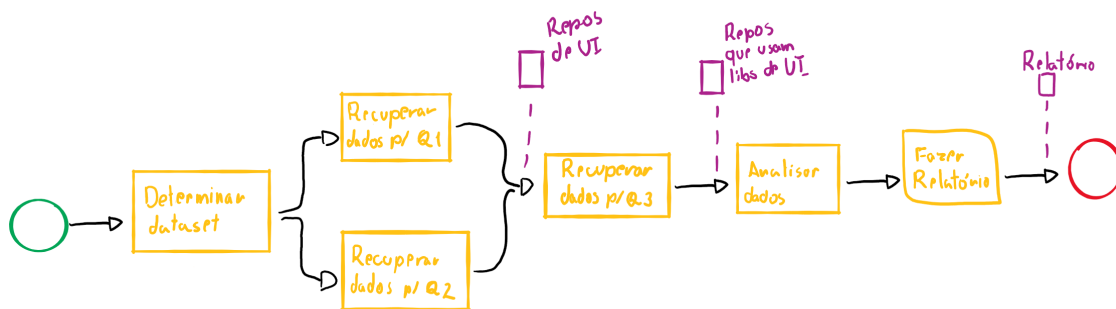 Determinar
dataset
Recuperar
dados p/ Q1
Recuperar
dados p/ Q2
Repos
de UI
Recuperar
dados p/Q3
Repos
que usam
libs de UI
Analisar
dados
Fazer
Relatório
Relatório